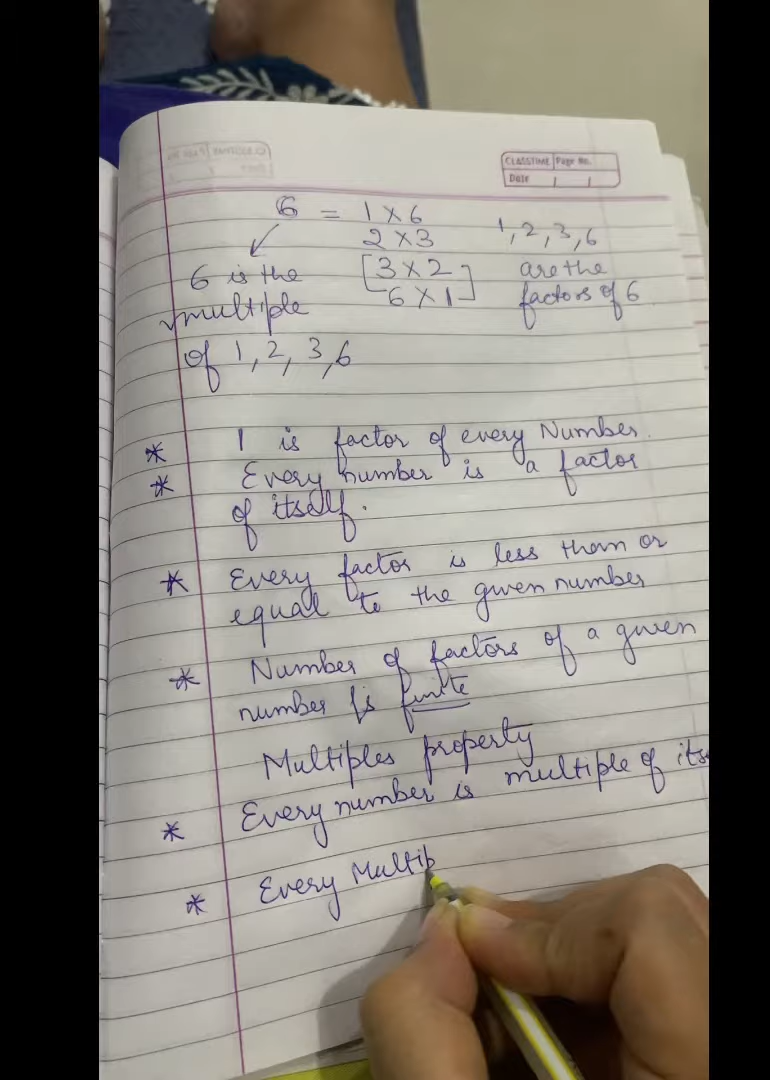 CLASSTIME Page No.
Date / /
6 = 1 × 6
2 × 3
[3 × 2
6 × 1]
1, 2, 3, 6
are the
factors of 6
6 is the
multiple
of 1, 2, 3, 6
* 1 is factor of every Number.
* Every number is a factor
of itself.
* Every factor is less than or
equal to the given number
* Number of factors of a given
number is finite
Multiples property
* Every number is multiple of its
* Every Multip